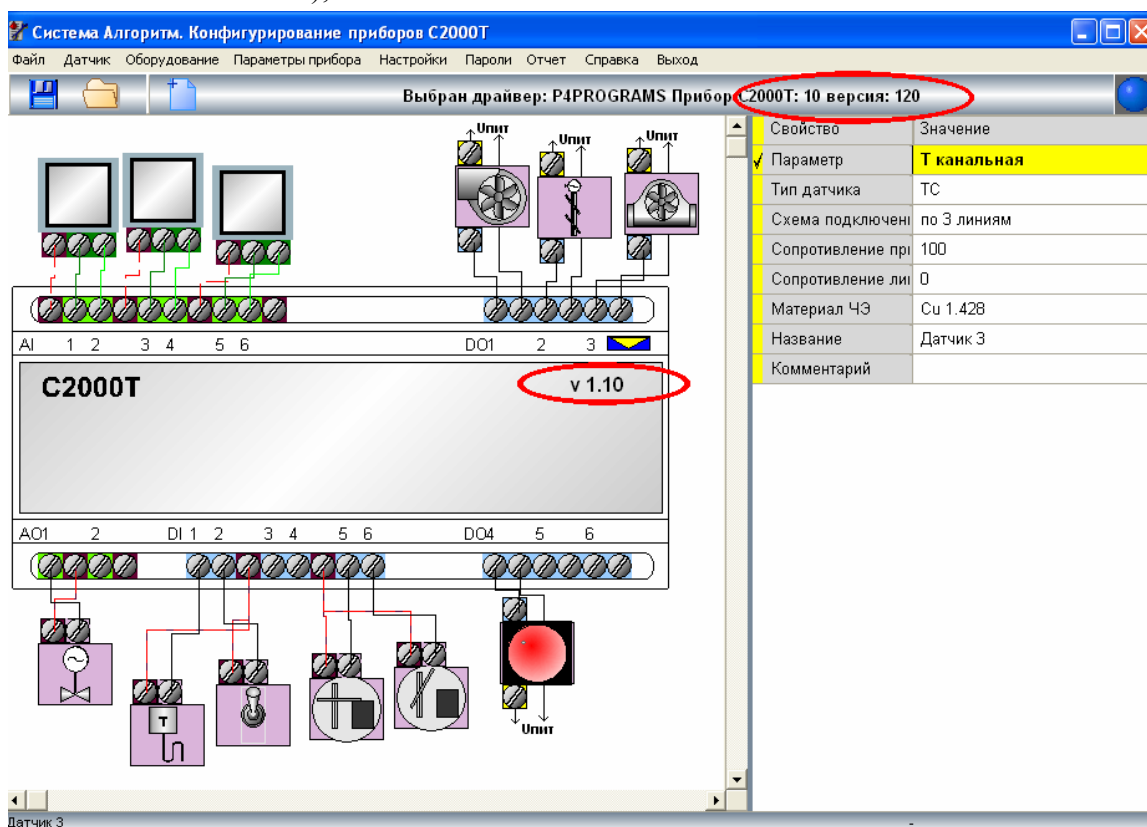 ),
Система Алгоритм. Конфигурирование приборов С2000Т
Файл Датчик Оборудование Параметры прибора Настройки Пароли Отчет Справка Выход
Выбран драйвер: P4PROGRAMS Прибор С2000Т: 10 версия: 120
Uпит Uпит Uпит
AI 1 2 3 4 5 6 DO1 2 3
C2000T v 1.10
AO1 2 DI 1 2 3 4 5 6 DO4 5 6
T
Uпит
Свойство Значение
Параметр Т канальная
Тип датчика ТС
Схема подключени по 3 линиям
Сопротивление при 100
Сопротивление лин 0
Материал ЧЭ Cu 1.428
Название Датчик 3
Комментарий
Датчик 3 -